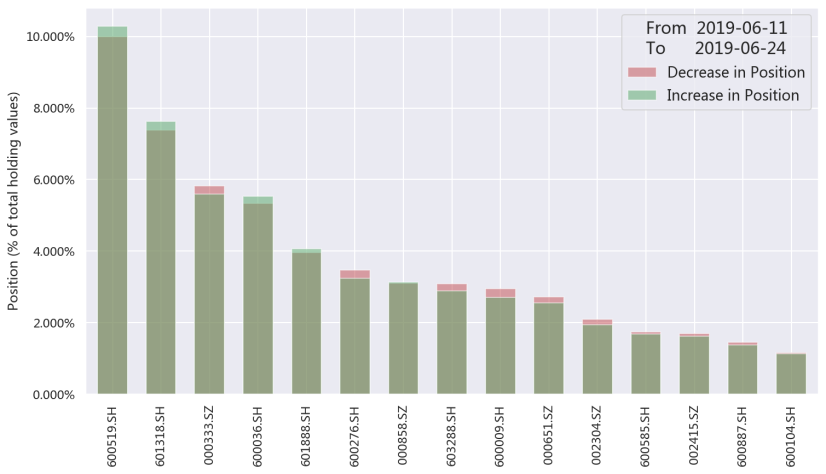 From 2019-06-11
To 2019-06-24
Decrease in Position
Increase in Position
Position (% of total holding values)
10.000%
8.000%
6.000%
4.000%
2.000%
0.000%
600519.SH
601318.SH
000333.SZ
600036.SH
601888.SH
600276.SH
000858.SZ
603288.SH
600009.SH
000651.SZ
002304.SZ
600585.SH
002415.SZ
600887.SH
600104.SH